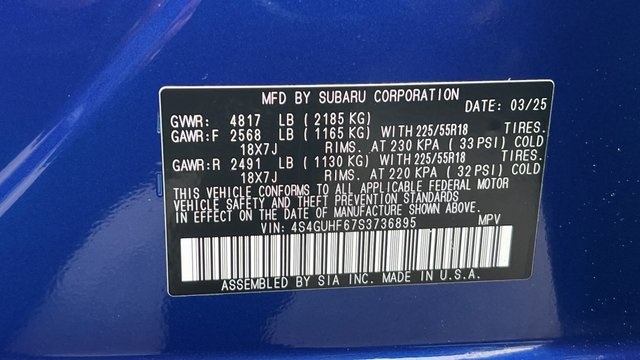 MFD BY SUBARU CORPORATION
DATE: 03/25
GVWR: 4817 LB (2185 KG)
GAWR:F 2568 LB (1165 KG) WITH 225/55R18 TIRES.
18X7J RIMS. AT 230 KPA ( 33 PSI) COLD
GAWR:R 2491 LB (1130 KG) WITH 225/55R18 TIRES.
18X7J RIMS. AT 220 KPA ( 32 PSI) COLD
THIS VEHICLE CONFORMS TO ALL APPLICABLE FEDERAL MOTOR
VEHICLE SAFETY AND THEFT PREVENTION STANDARDS
IN EFFECT ON THE DATE OF MANUFACTURE SHOWN ABOVE.
VIN: 4S4GUHF67S3736895 MPV
ASSEMBLED BY SIA INC. MADE IN U.S.A.